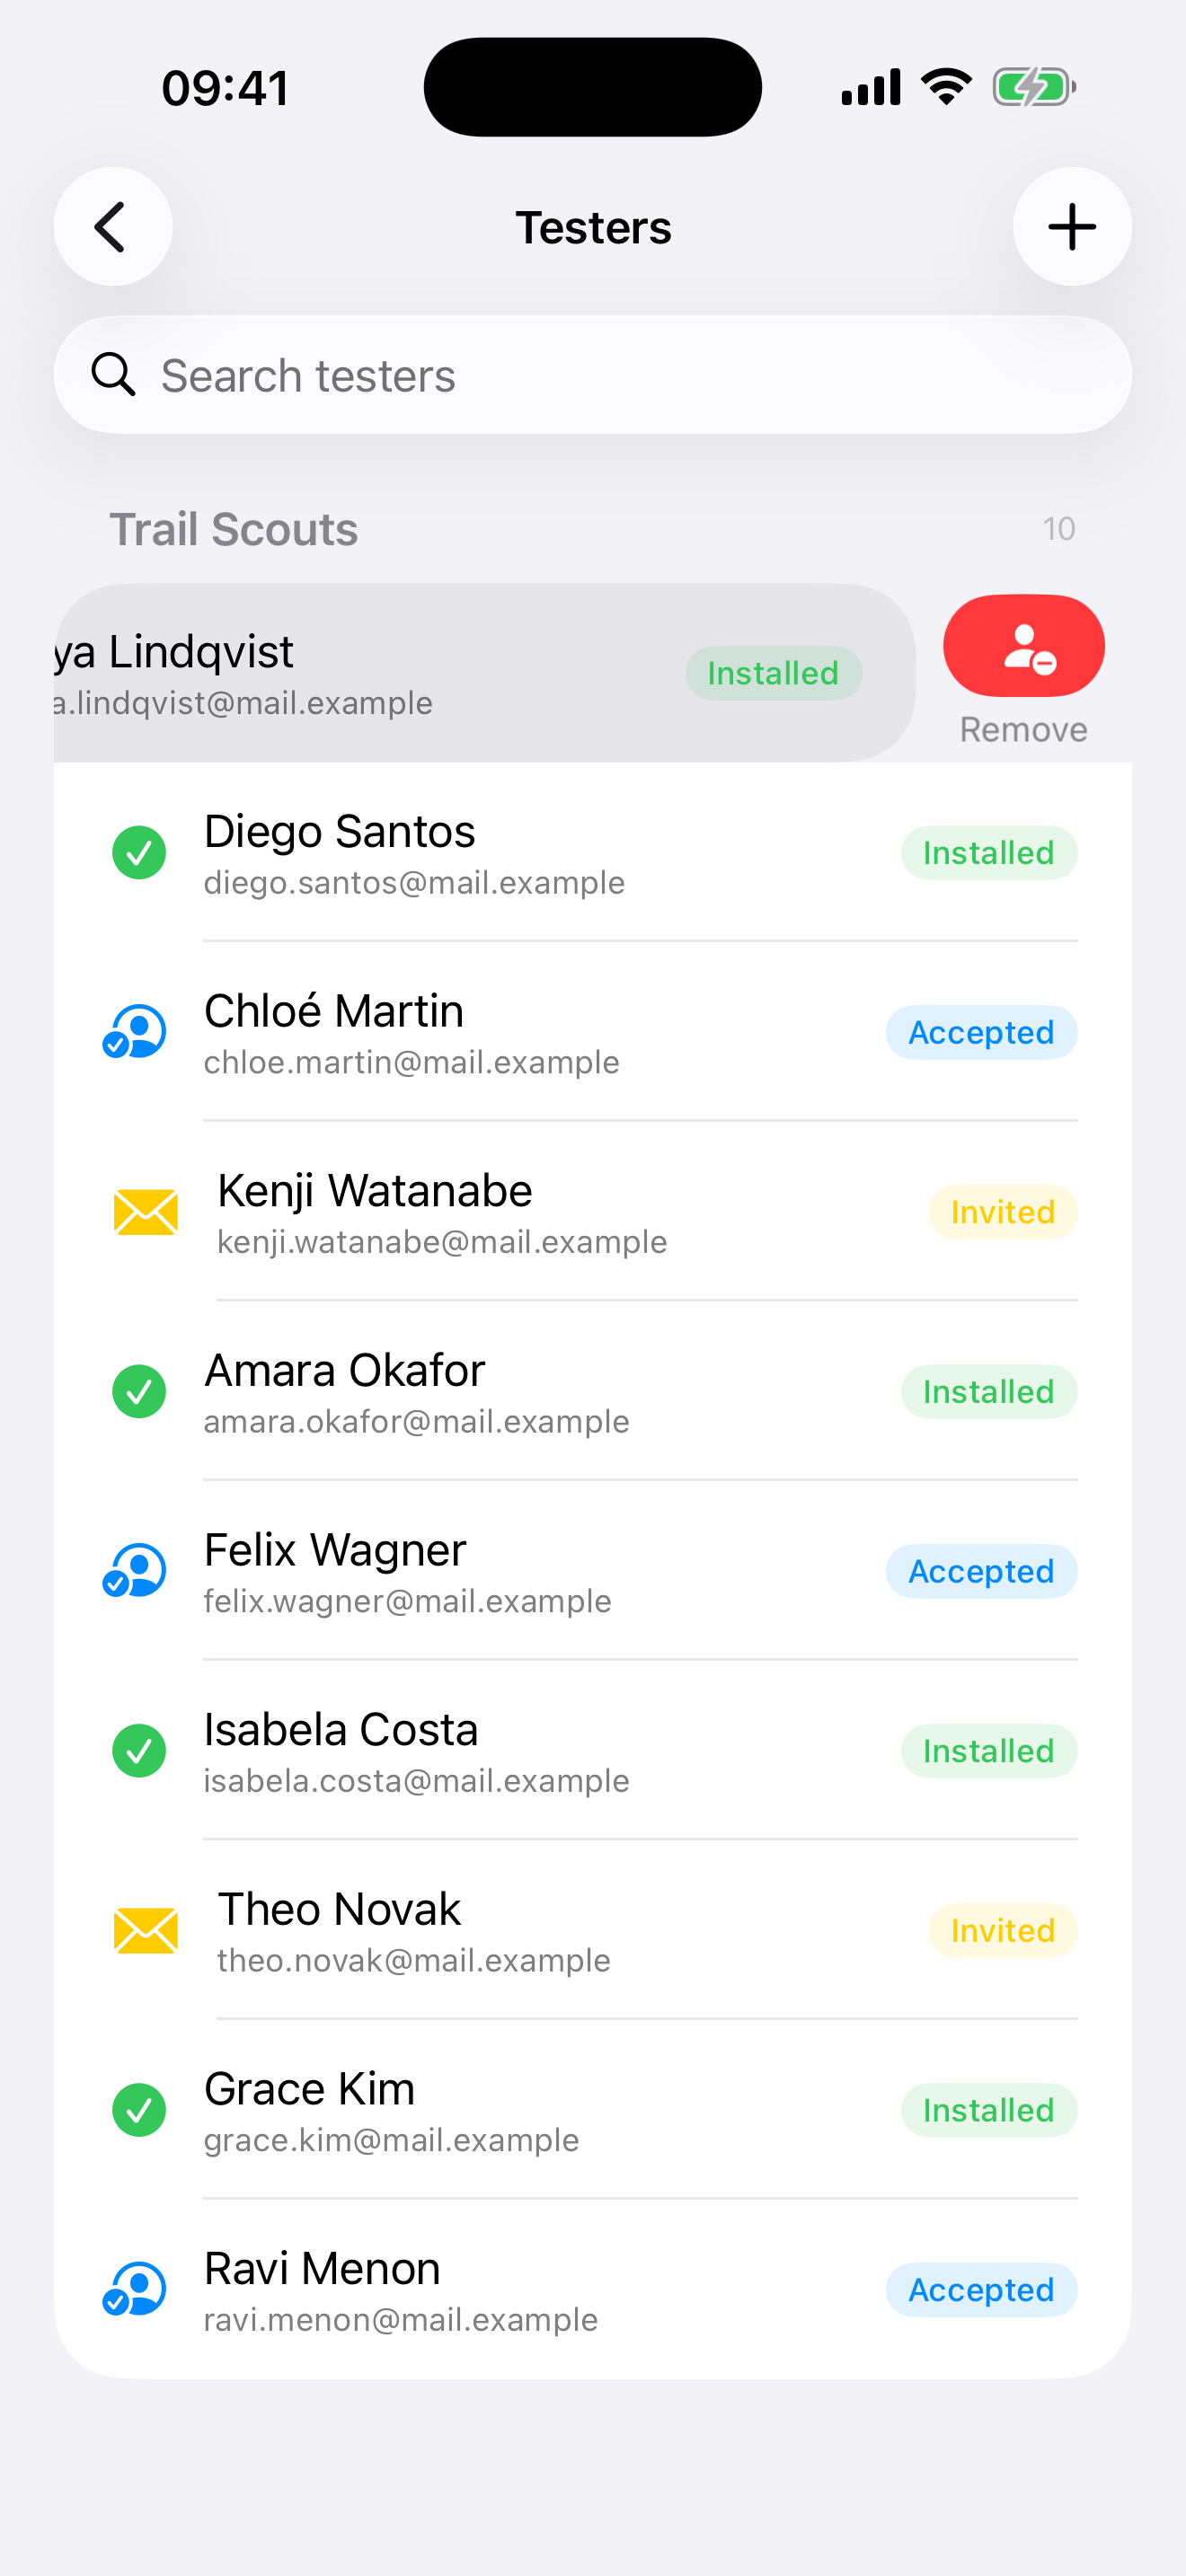 09:41
Testers
Search testers
Trail Scouts
10
ya Lindqvist
Installed
a.lindqvist@mail.example
Remove
Diego Santos
Installed
diego.santos@mail.example
Chloé Martin
Accepted
chloe.martin@mail.example
Kenji Watanabe
Invited
kenji.watanabe@mail.example
Amara Okafor
Installed
amara.okafor@mail.example
Felix Wagner
Accepted
felix.wagner@mail.example
Isabela Costa
Installed
isabela.costa@mail.example
Theo Novak
Invited
theo.novak@mail.example
Grace Kim
Installed
grace.kim@mail.example
Ravi Menon
Accepted
ravi.menon@mail.example